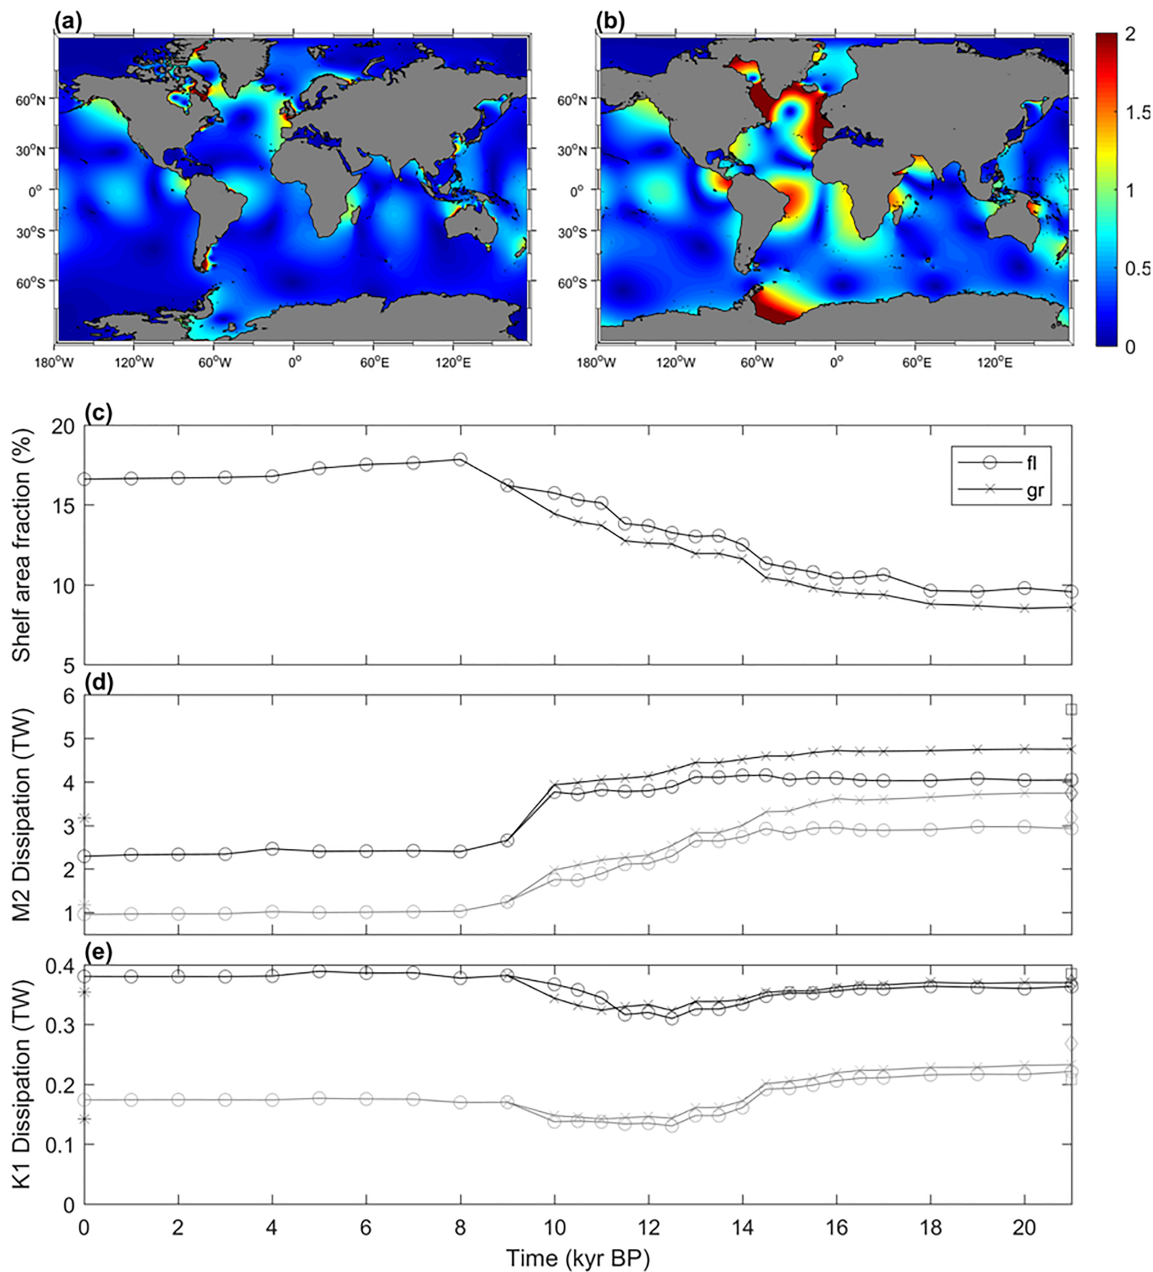 (a)
(b)
60°N
30°N
0°
30°S
60°S
180°W 120°W 60°W 0° 60°E 120°E
60°N
30°N
0°
30°S
60°S
180°W 120°W 60°W 0° 60°E 120°E
2
1.5
1
0.5
0
(c)
Shelf area fraction (%)
20
15
10
5
fl
gr
(d)
M2 Dissipation (TW)
6
5
4
3
2
1
(e)
K1 Dissipation (TW)
0.4
0.3
0.2
0.1
0
0 2 4 6 8 10 12 14 16 18 20
Time (kyr BP)